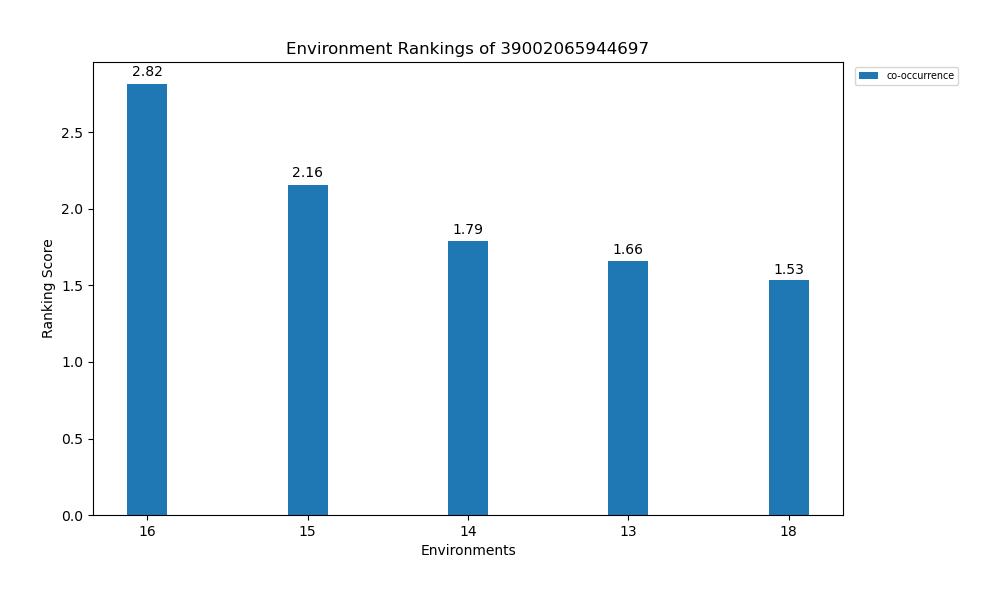 Environment Rankings of 39002065944697
co-occurrence
2.82
2.16
1.79
1.66
1.53
Ranking Score
2.5
2.0
1.5
1.0
0.5
0.0
16 15 14 13 18
Environments